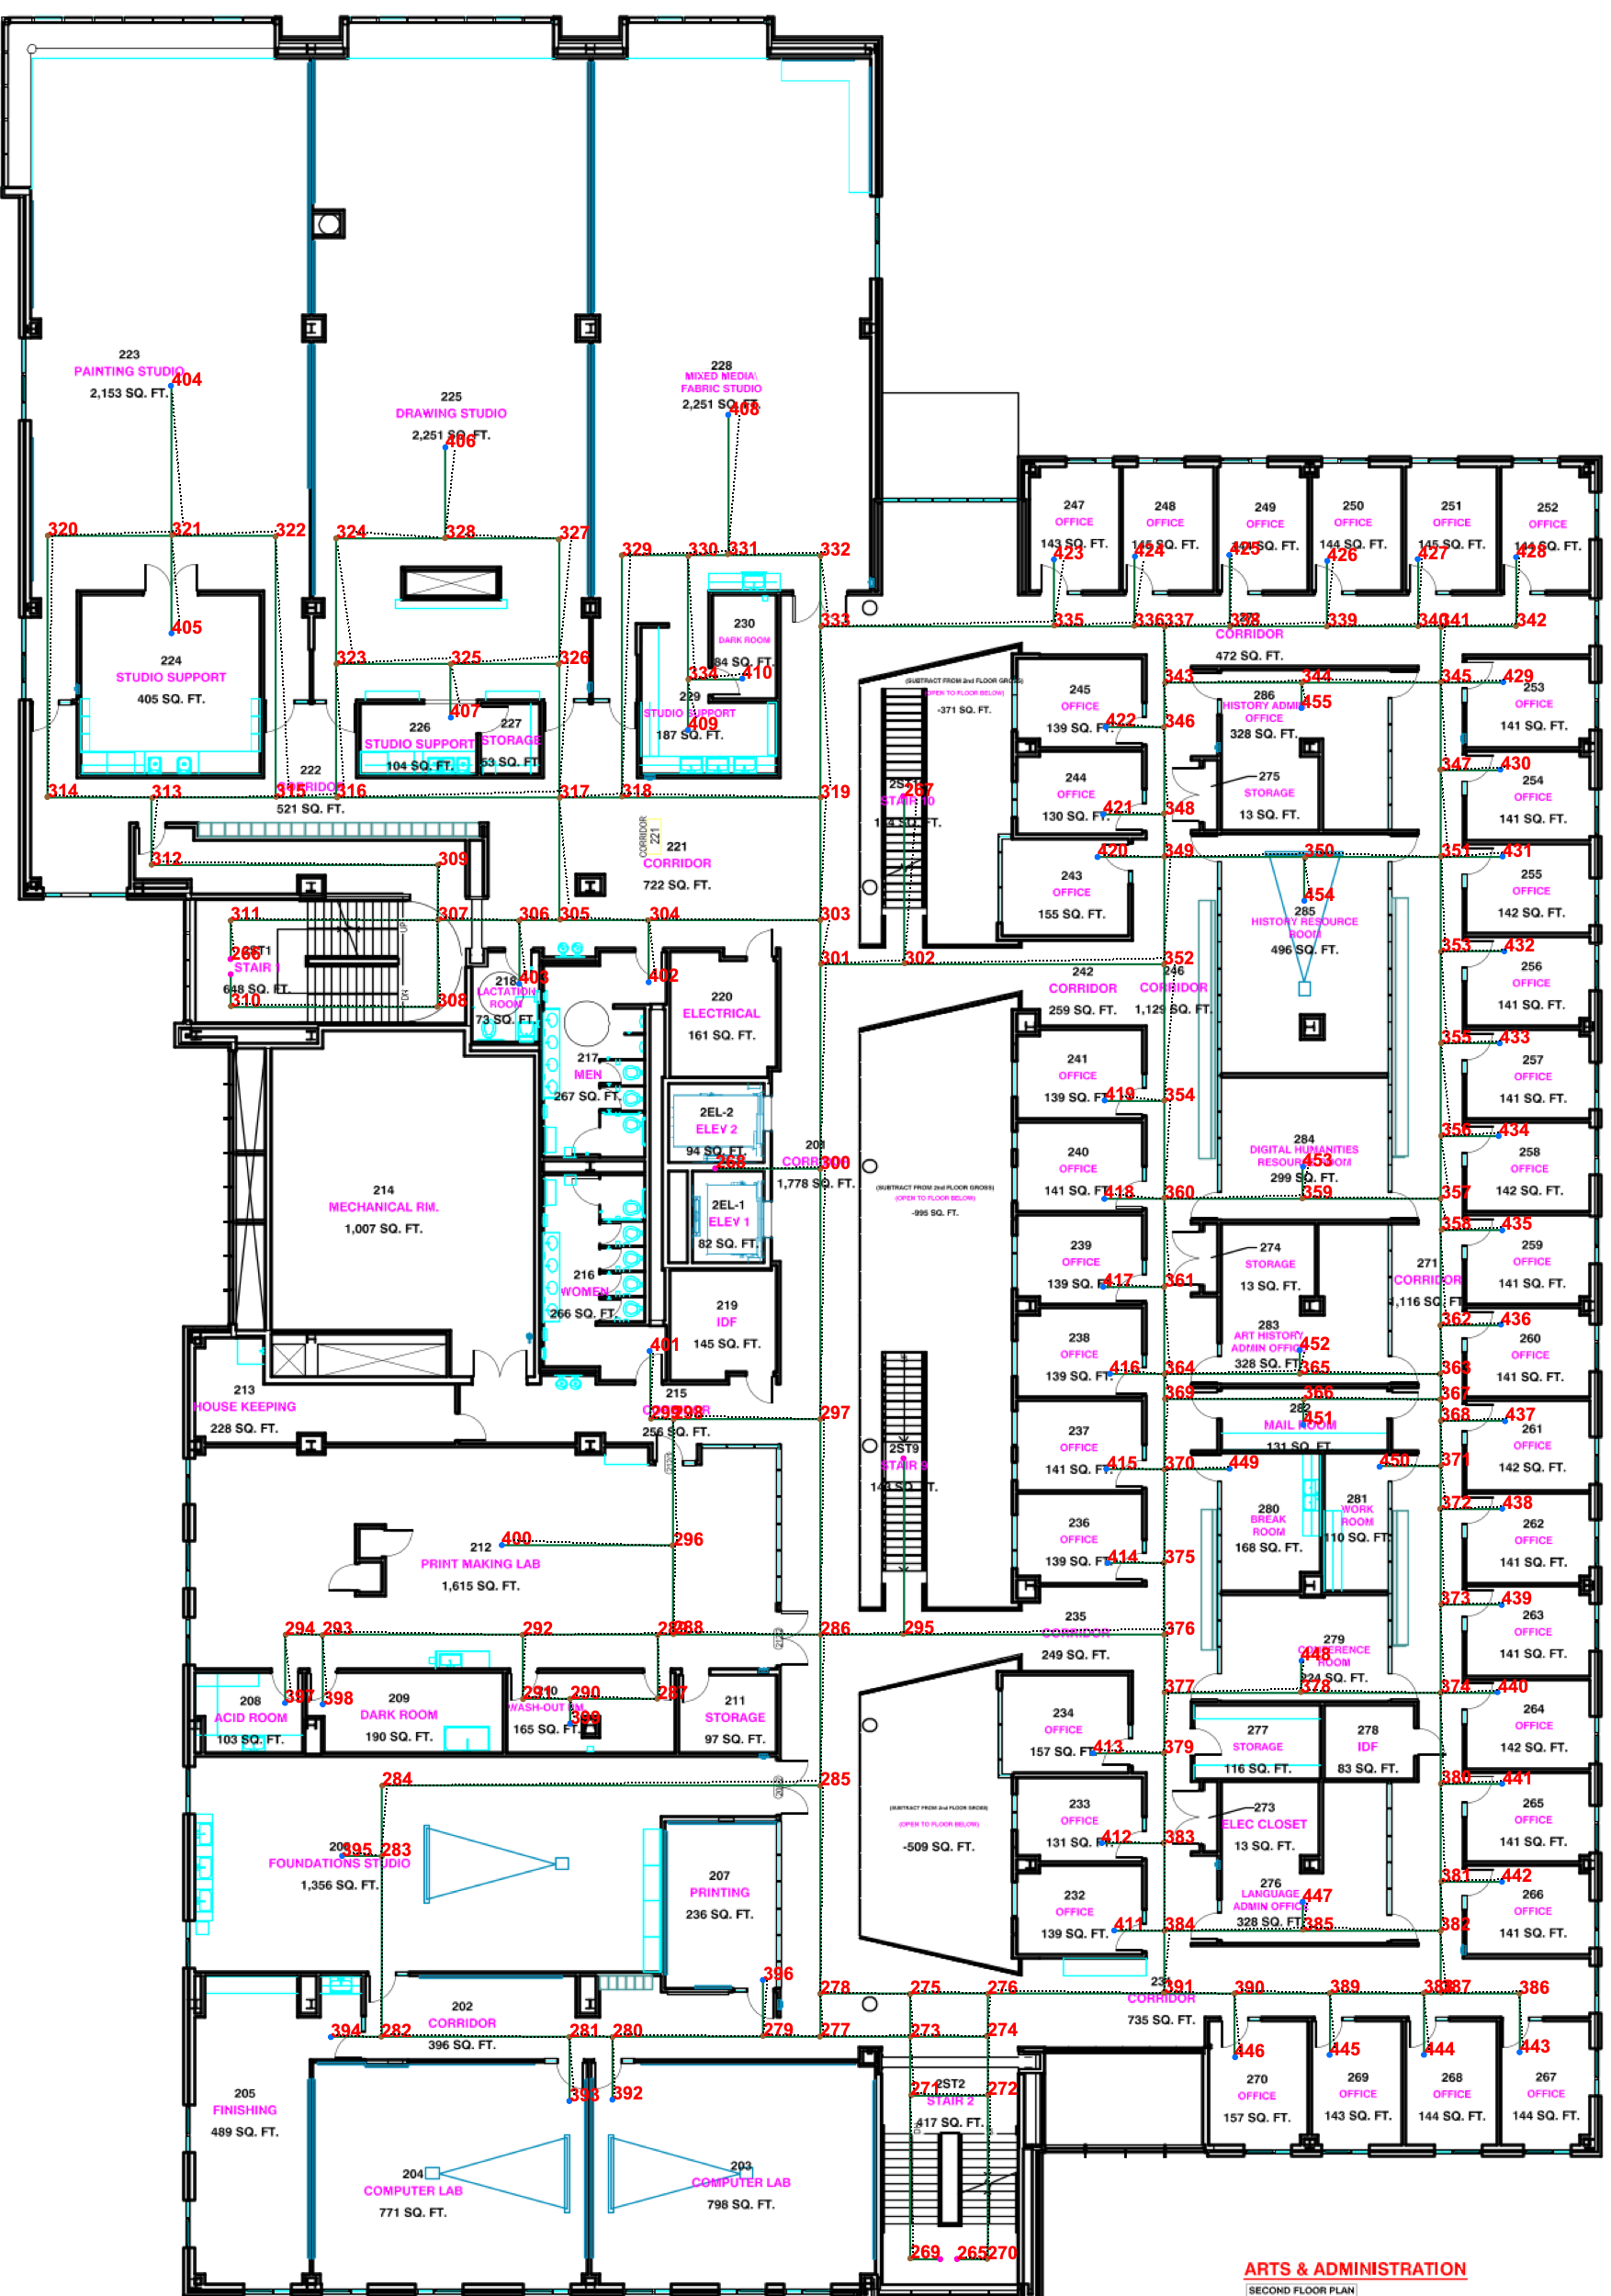 223
PAINTING STUDIO
2,153 SQ. FT.
404
225
DRAWING STUDIO
2,251 SQ. FT.
406
228
MIXED MEDIA\
FABRIC STUDIO
2,251 SQ. FT.
408
320
321
322
324
328
327
329
330
331
332
247
OFFICE
143 SQ. FT.
423
248
OFFICE
145 SQ. FT.
424
249
OFFICE
425
250
OFFICE
144 SQ. FT.
426
251
OFFICE
145 SQ. FT.
427
252
OFFICE
144 SQ. FT.
428
405
224
STUDIO SUPPORT
405 SQ. FT.
323
325
326
407
226
STUDIO SUPPORT
104 SQ. FT.
227
STORAGE
53 SQ. FT.
230
DARK ROOM
84 SQ. FT.
334
410
229
STUDIO SUPPORT
409
187 SQ. FT.
333
335
336
337
338
339
340
341
342
CORRIDOR
472 SQ. FT.
(SUBTRACT FROM 2nd FLOOR GROSS)
(OPEN TO FLOOR BELOW)
-371 SQ. FT.
245
OFFICE
139 SQ. FT.
422
343
346
286
HISTORY ADMIN
OFFICE
328 SQ. FT.
344
455
345
429
253
OFFICE
141 SQ. FT.
222
CORRIDOR
521 SQ. FT.
314
313
315
316
317
318
319
267
STAIR 10
244
OFFICE
130 SQ. FT.
421
348
275
STORAGE
13 SQ. FT.
347
430
254
OFFICE
141 SQ. FT.
312
309
CORRIDOR
221
221
CORRIDOR
722 SQ. FT.
420
243
OFFICE
155 SQ. FT.
349
350
454
285
HISTORY RESOURCE
ROOM
496 SQ. FT.
351
431
255
OFFICE
142 SQ. FT.
311
307
306
305
304
303
UP
266
STAIR 1
648 SQ. FT.
310
308
DN
403
218
LACTATION
ROOM
73 SQ. FT.
402
220
ELECTRICAL
161 SQ. FT.
301
302
242
CORRIDOR
259 SQ. FT.
352
246
CORRIDOR
1,129 SQ. FT.
353
432
256
OFFICE
141 SQ. FT.
217
MEN
267 SQ. FT.
2EL-2
ELEV 2
94 SQ. FT.
268
241
OFFICE
139 SQ. FT.
419
354
355
433
257
OFFICE
141 SQ. FT.
214
MECHANICAL RM.
1,007 SQ. FT.
2EL-1
ELEV 1
82 SQ. FT.
300
1,778 SQ. FT.
(SUBTRACT FROM 2nd FLOOR GROSS)
(OPEN TO FLOOR BELOW)
-995 SQ. FT.
240
OFFICE
141 SQ. FT.
418
360
284
DIGITAL HUMANITIES
453
299 SQ. FT.
359
356
434
357
258
OFFICE
142 SQ. FT.
216
WOMEN
266 SQ. FT.
219
IDF
145 SQ. FT.
239
OFFICE
139 SQ. FT.
417
361
274
STORAGE
13 SQ. FT.
358
435
271
CORRIDOR
1,116 SQ. FT.
259
OFFICE
141 SQ. FT.
401
213
HOUSE KEEPING
228 SQ. FT.
215
298
256 SQ. FT.
297
238
OFFICE
139 SQ. FT.
416
364
283
ART HISTORY
ADMIN OFFICE
452
328 SQ. FT.
365
362
436
363
260
OFFICE
141 SQ. FT.
369
366
367
282
451
MAIL ROOM
131 SQ. FT.
237
OFFICE
141 SQ. FT.
415
370
449
450
371
368
437
261
OFFICE
142 SQ. FT.
2ST9
400
212
PRINT MAKING LAB
1,615 SQ. FT.
296
236
OFFICE
139 SQ. FT.
414
375
280
BREAK
ROOM
168 SQ. FT.
281
WORK
ROOM
110 SQ. FT.
372
438
262
OFFICE
141 SQ. FT.
294
293
292
288
286
295
235
CORRIDOR
249 SQ. FT.
376
279
CONFERENCE
ROOM
448
373
439
263
OFFICE
141 SQ. FT.
208
397
ACID ROOM
103 SQ. FT.
398
209
DARK ROOM
190 SQ. FT.
291
290
287
WASH-OUT RM.
399
165 SQ. FT.
211
STORAGE
97 SQ. FT.
377
378
374
440
234
OFFICE
157 SQ. FT.
413
379
277
STORAGE
116 SQ. FT.
278
IDF
83 SQ. FT.
264
OFFICE
142 SQ. FT.
284
285
395
283
FOUNDATIONS STUDIO
1,356 SQ. FT.
207
PRINTING
236 SQ. FT.
(SUBTRACT FROM 2nd FLOOR GROSS)
(OPEN TO FLOOR BELOW)
-509 SQ. FT.
233
OFFICE
131 SQ. FT.
412
383
273
ELEC CLOSET
13 SQ. FT.
380
441
265
OFFICE
141 SQ. FT.
232
OFFICE
139 SQ. FT.
411
384
276
LANGUAGE
ADMIN OFFICE
447
328 SQ. FT.
385
381
442
382
266
OFFICE
141 SQ. FT.
396
278
275
276
391
CORRIDOR
735 SQ. FT.
390
389
387
386
394
282
202
CORRIDOR
396 SQ. FT.
281
280
279
277
273
274
446
445
444
443
205
FINISHING
489 SQ. FT.
393
392
271
272
2ST2
STAIR 2
417 SQ. FT.
270
OFFICE
157 SQ. FT.
269
OFFICE
143 SQ. FT.
268
OFFICE
144 SQ. FT.
267
OFFICE
144 SQ. FT.
204
COMPUTER LAB
771 SQ. FT.
203
COMPUTER LAB
798 SQ. FT.
269
265
270
ARTS & ADMINISTRATION
SECOND FLOOR PLAN